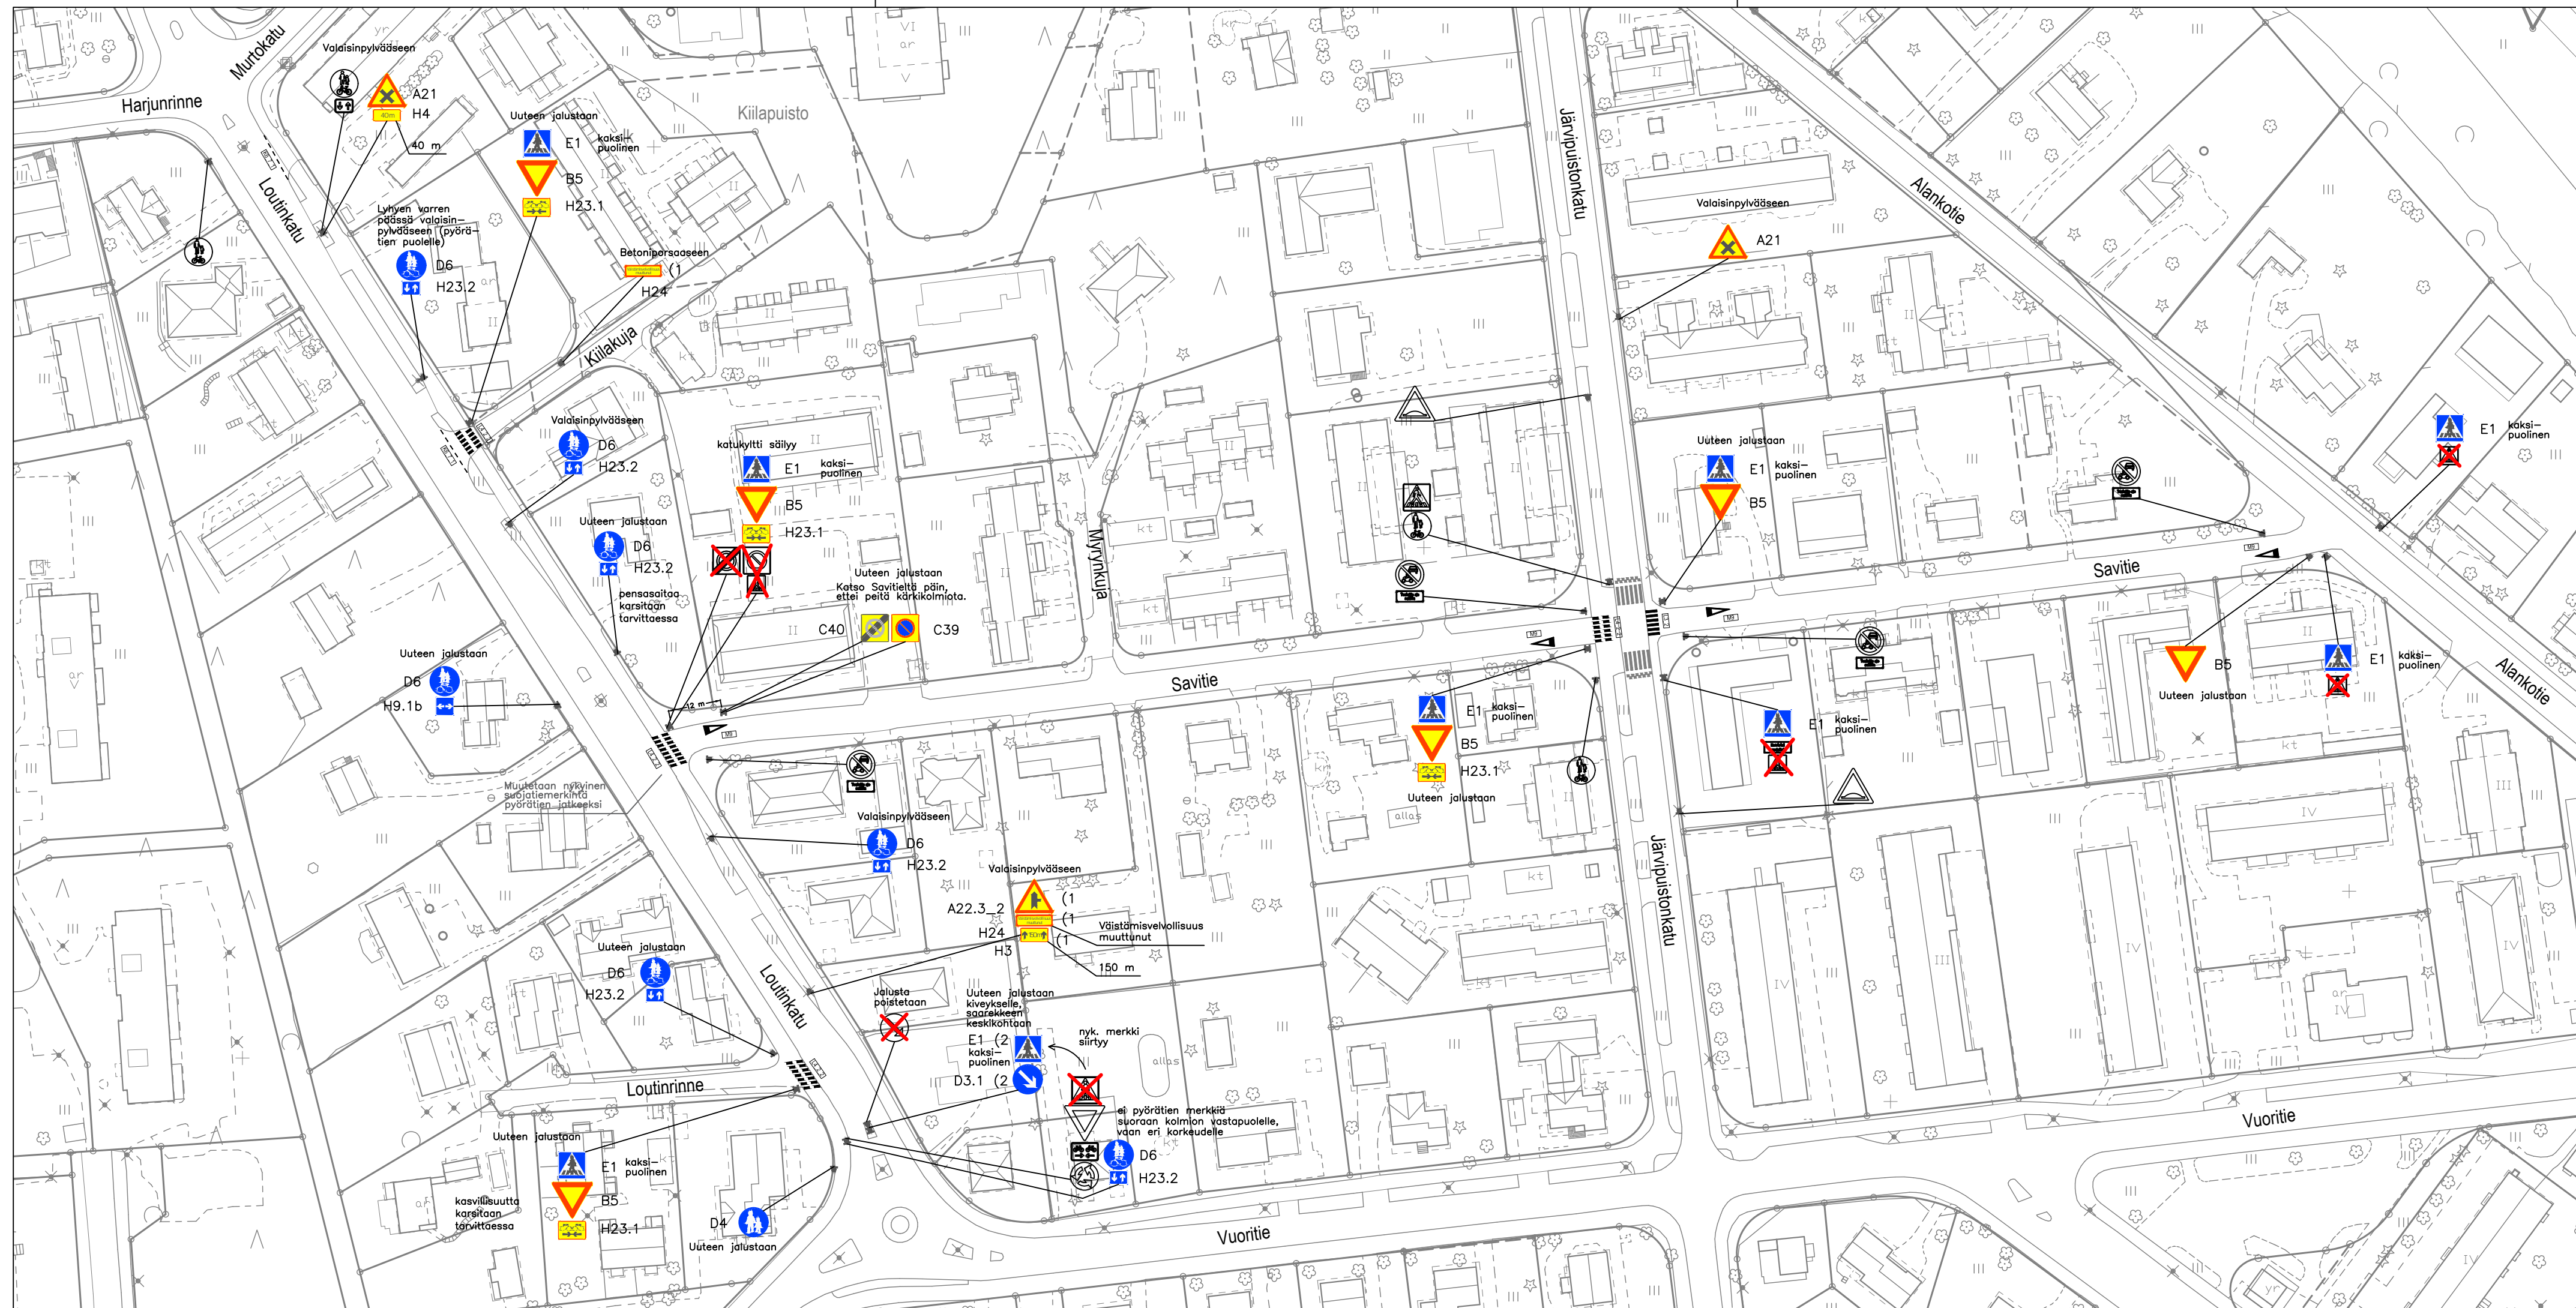 Murtokatu
Harjunrinne
Loutinkatu
Valaisinpylvääseen
A21
H4
40m
40 m
Uuteen jalustaan
E1
kaksi-
puolinen
B5
H23.1
Lyhyen varren
päässä valaisin-
pylvääseen (pyörä-
tien puolelle)
D6
H23.2
Betoniporsaaseen
(1
H24
Kiilakuja
Kiilapuisto
VI
ar
V
Valaisinpylvääseen
D6
H23.2
katukyltti säilyy
E1
kaksi-
puolinen
B5
H23.1
Uuteen jalustaan
D6
H23.2
pensasaitaa
karsitaan
tarvittaessa
Uuteen jalustaan
Katso Savitieltä päin,
ettei peitä kärkikolmiota.
C40
C39
12 m
Uuteen jalustaan
D6
H9.1b
Muutetaan nykyinen
suojatiemerkintä
pyörätien jatkeeksi
Myrynkuja
Savitie
Järvipuistonkatu
Valaisinpylvääseen
A21
Alankotie
Uuteen jalustaan
E1
kaksi-
puolinen
B5
E1
kaksi-
puolinen
Savitie
B5
Uuteen jalustaan
E1
kaksi-
puolinen
Alankotie
E1
kaksi-
puolinen
B5
H23.1
Uuteen jalustaan
E1
kaksi-
puolinen
Järvipuistonkatu
allas
Valaisinpylvääseen
D6
H23.2
Valaisinpylvääseen
A22.3_2
(1
H24
(1
H3
(1
150m
Väistämisvelvollisuus
muuttunut
150 m
Uuteen jalustaan
D6
H23.2
Loutinkatu
Loutinrinne
Jalusta
poistetaan
Uuteen jalustaan
kiveykselle,
saarekkeen
keskikohtaan
E1 (2
kaksi-
puolinen
D3.1 (2
nyk. merkki
siirtyy
allas
ei pyörätien merkkiä
suoraan kolmion vastapuolelle,
vaan eri korkeudelle
D6
H23.2
Uuteen jalustaan
E1
kaksi-
puolinen
B5
H23.1
kasvillisuutta
karsitaan
tarvittaessa
D4
Uuteen jalustaan
Vuoritie
Vuoritie